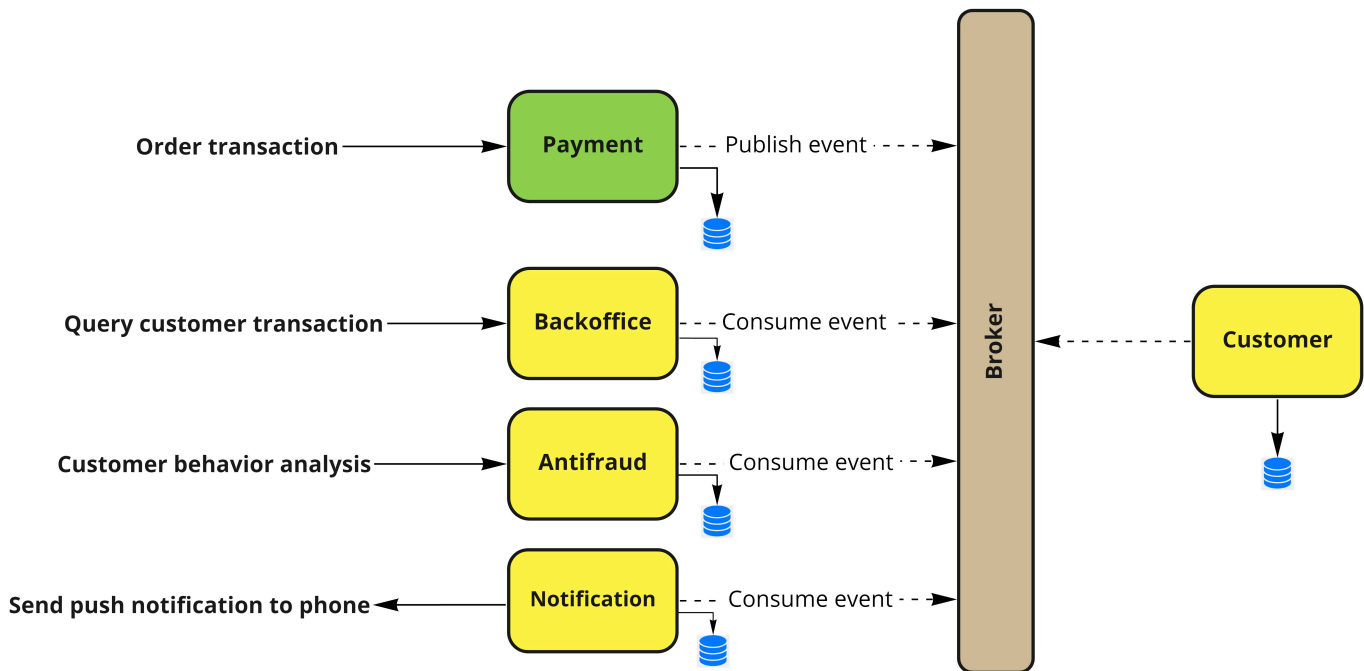 Order transaction
Payment
Publish event
Query customer transaction
Backoffice
Consume event
Broker
Customer
Customer behavior analysis
Antifraud
Consume event
Send push notification to phone
Notification
Consume event